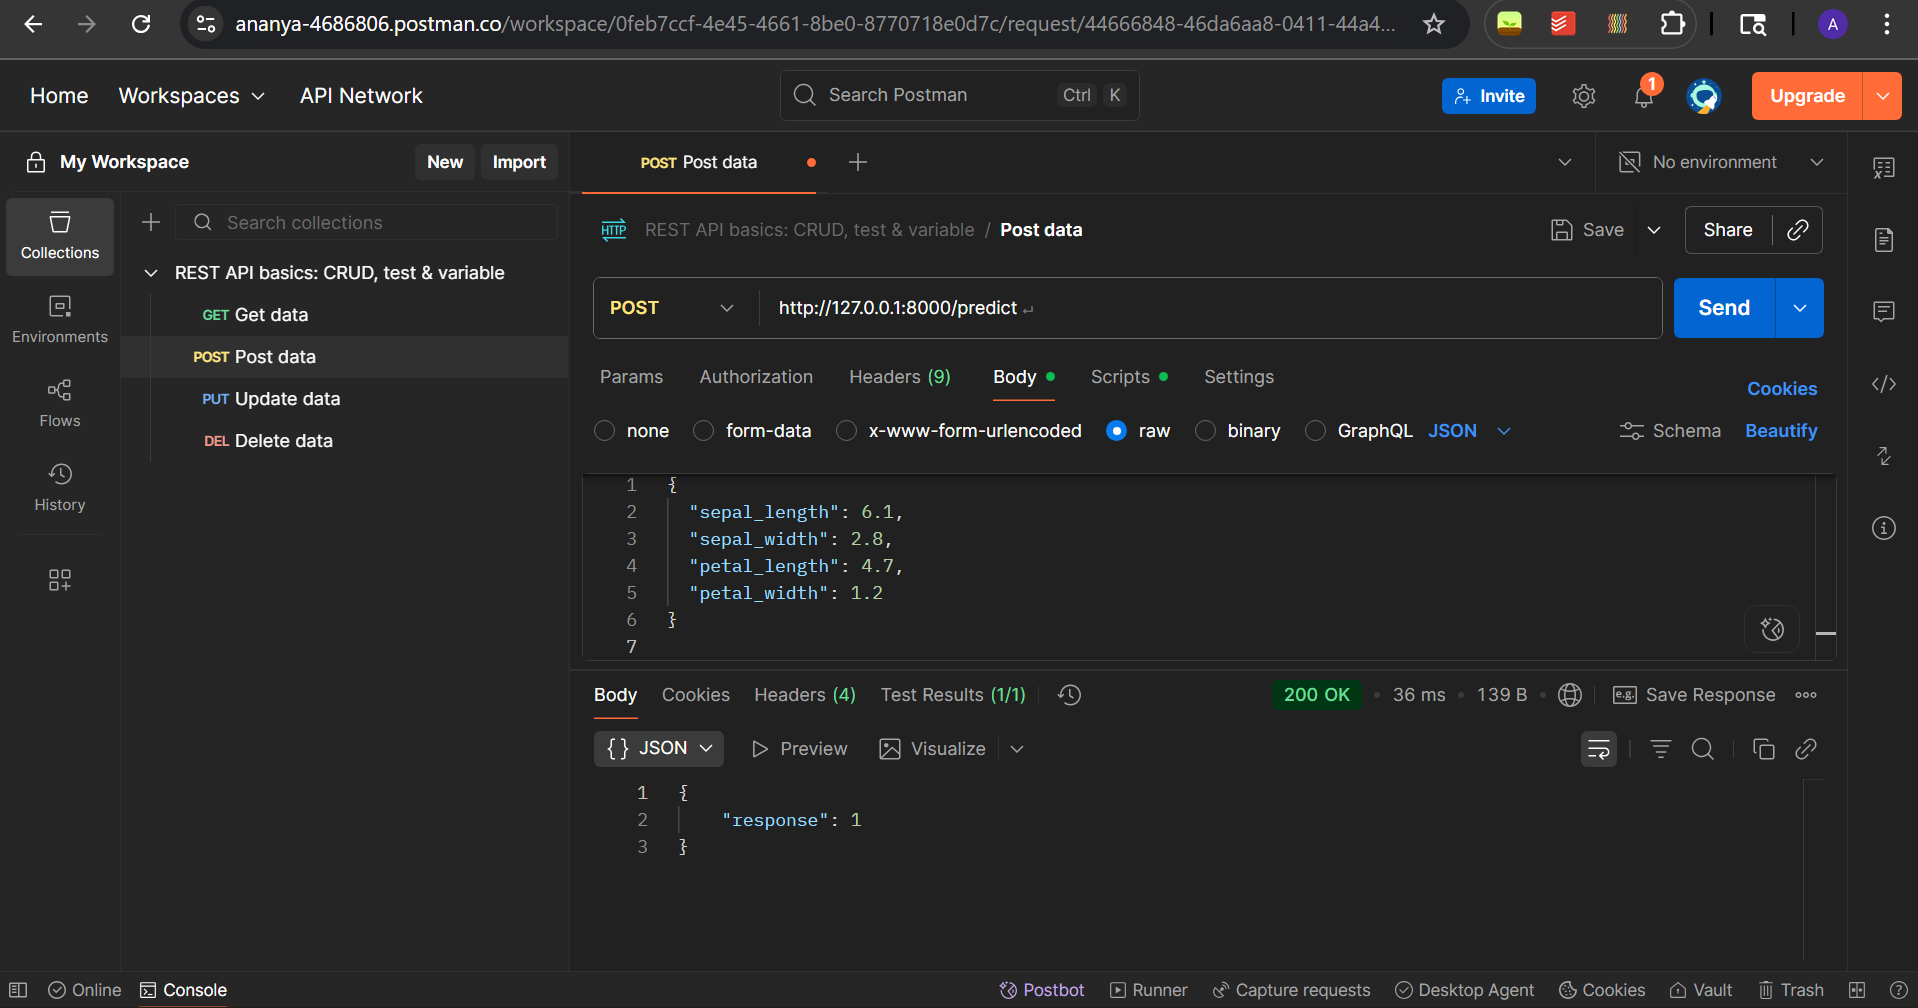 ananya-4686806.postman.co/workspace/0feb7ccf-4e45-4661-8be0-8770718e0d7c/request/44666848-46da6aa8-0411-44a4...
A
Home Workspaces API Network
Search Postman Ctrl K
Invite 1 Upgrade
My Workspace New Import
POST Post data
No environment
Collections
Search collections
HTTP REST API basics: CRUD, test & variable / Post data
Save Share
REST API basics: CRUD, test & variable
GET Get data
POST Post data
PUT Update data
DEL Delete data
Environments
Flows
History
POST http://127.0.0.1:8000/predict Send
Params Authorization Headers (9) Body Scripts Settings
Cookies
none form-data x-www-form-urlencoded raw binary GraphQL JSON
Schema Beautify
1 {
2 "sepal_length": 6.1,
3 "sepal_width": 2.8,
4 "petal_length": 4.7,
5 "petal_width": 1.2
6 }
7
Body Cookies Headers (4) Test Results (1/1)
200 OK • 36 ms • 139 B • e.g. Save Response
{} JSON Preview Visualize
1 {
2 "response": 1
3 }
Online Console
Postbot Runner Capture requests Desktop Agent Cookies Vault Trash